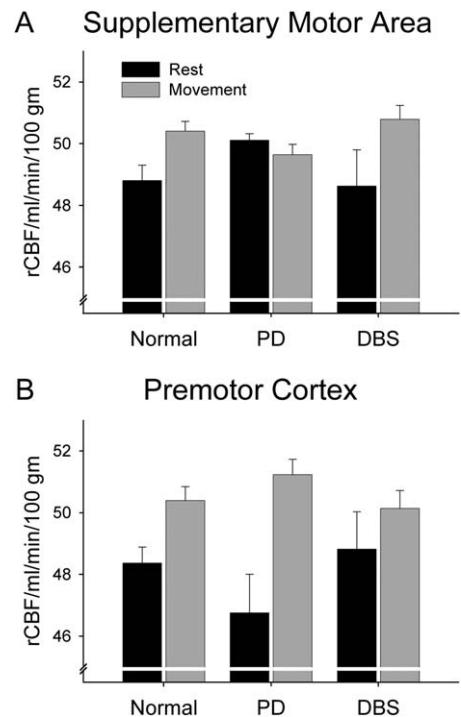 A Supplementary Motor Area
Rest
Movement
rCBF/ml/min/100 gm
52
50
48
46
Normal PD DBS
B Premotor Cortex
rCBF/ml/min/100 gm
52
50
48
46
Normal PD DBS